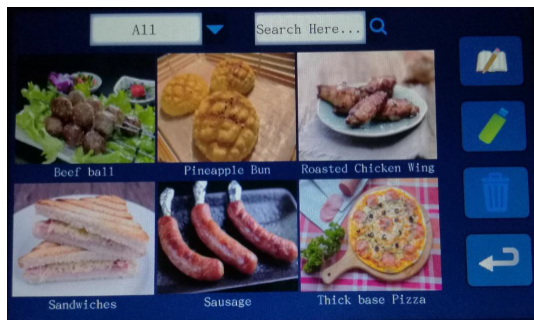 All
Search Here...
Beef ball
Pineapple Bun
Roasted Chicken Wing
Sandwiches
Sausage
Thick base Pizza